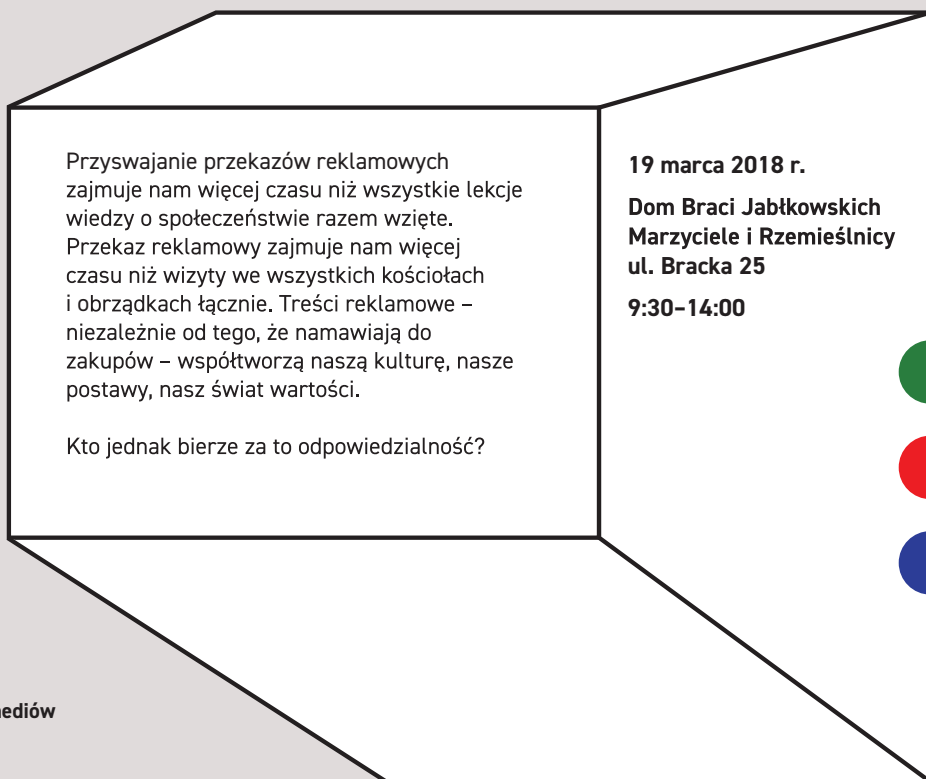 Przyswajanie przekazów reklamowych
zajmuje nam więcej czasu niż wszystkie lekcje
wiedzy o społeczeństwie razem wzięte.
Przekaz reklamowy zajmuje nam więcej
czasu niż wizyty we wszystkich kościołach
i obrządkach łącznie. Treści reklamowe –
niezależnie od tego, że namawiają do
zakupów – współtworzą naszą kulturę, nasze
postawy, nasz świat wartości.
Kto jednak bierze za to odpowiedzialność?
19 marca 2018 r.
Dom Braci Jabłkowskich
Marzyciele i Rzemieślnicy
ul. Bracka 25
9:30–14:00